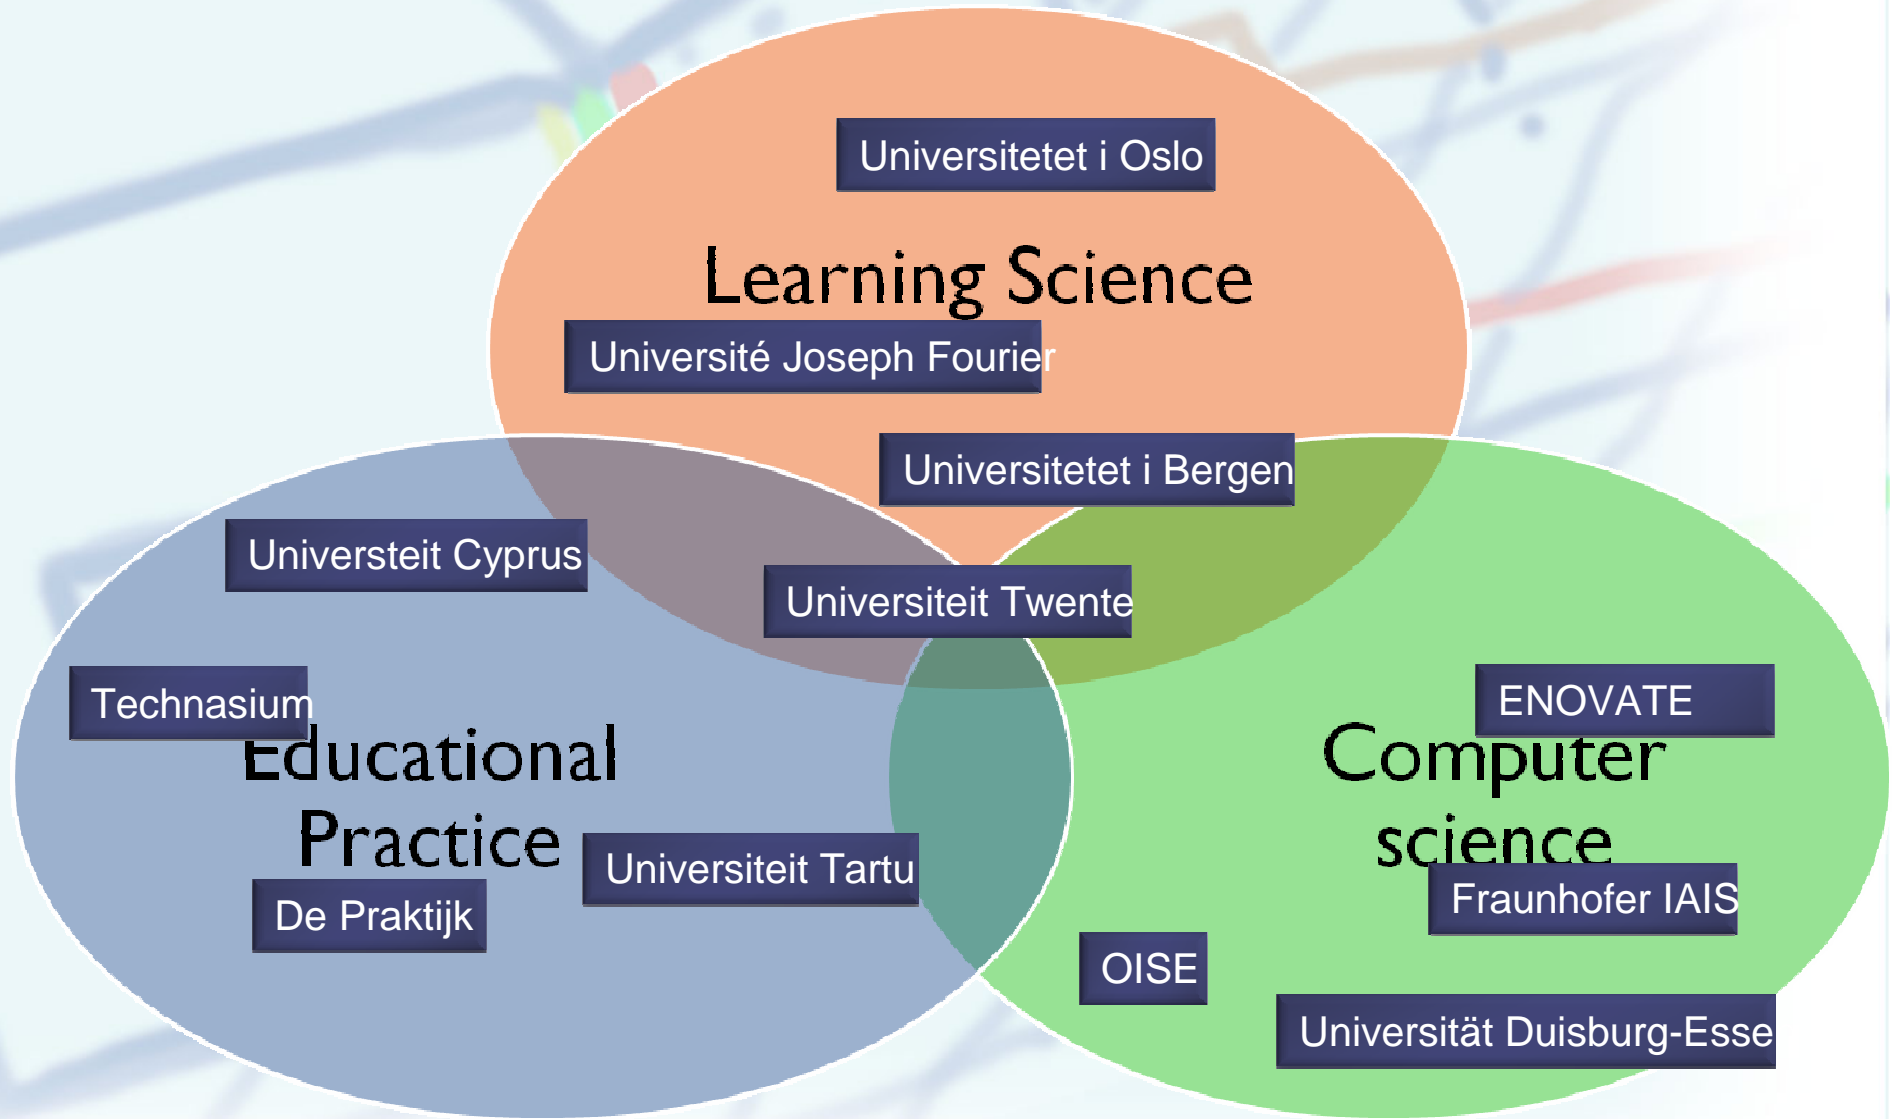 Universitetet i Oslo
Learning Science
Université Joseph Fourier
Universitetet i Bergen
Universteit Cyprus
Universiteit Twente
Technasium
ENOVATE
Educational
Practice
Computer
science
Universiteit Tartu
De Praktijk
Fraunhofer IAIS
OISE
Universität Duisburg-Esse